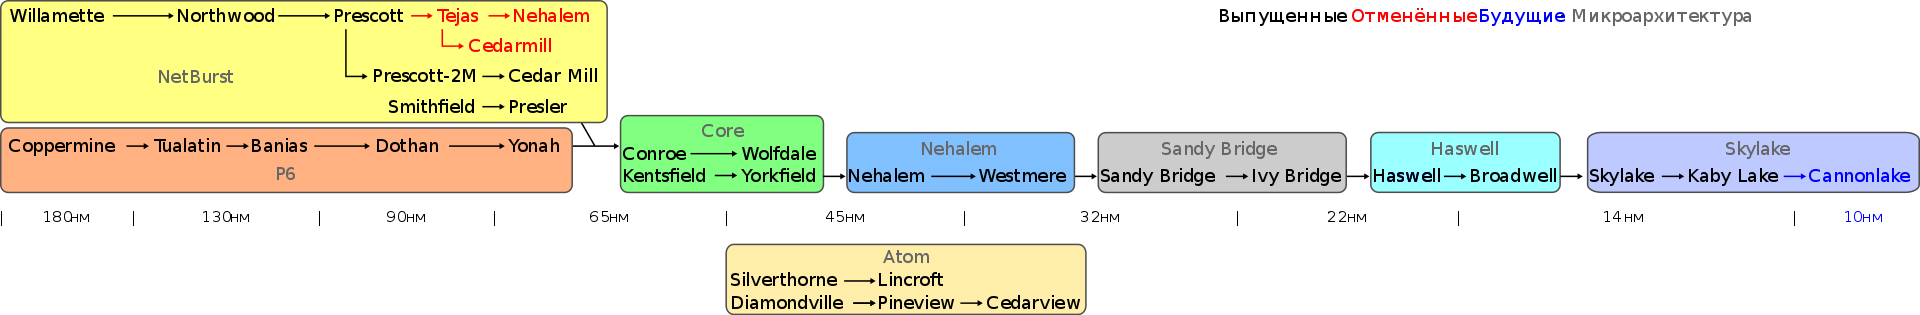 Willamette Northwood Prescott Tejas Nehalem
Выпущенные Отменённые Будущие Микроархитектура
Cedarmill
NetBurst
Prescott-2M Cedar Mill
Smithfield Presler
Coppermine Tualatin Banias Dothan Yonah
P6
Core
Conroe Wolfdale
Kentsfield Yorkfield
Nehalem
Nehalem Westmere
Sandy Bridge
Sandy Bridge Ivy Bridge
Haswell
Haswell Broadwell
Skylake
Skylake Kaby Lake Cannonlake
180нм 130нм 90нм 65нм 45нм 32нм 22нм 14нм 10нм
Atom
Silverthorne Lincroft
Diamondville Pineview Cedarview